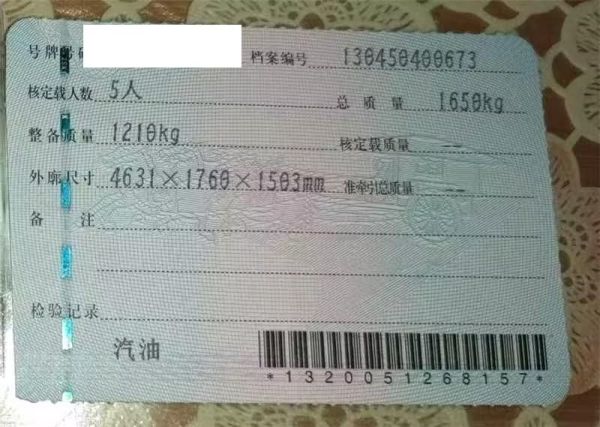 号牌号码 档案编号 130450400673
核定载人数 5人 总质量 1650kg
整备质量 1210kg 核定载质量 --
外廓尺寸 4631×1760×1503mm 准牵引总质量 --
备注
检验记录
汽油
*1320051268157*